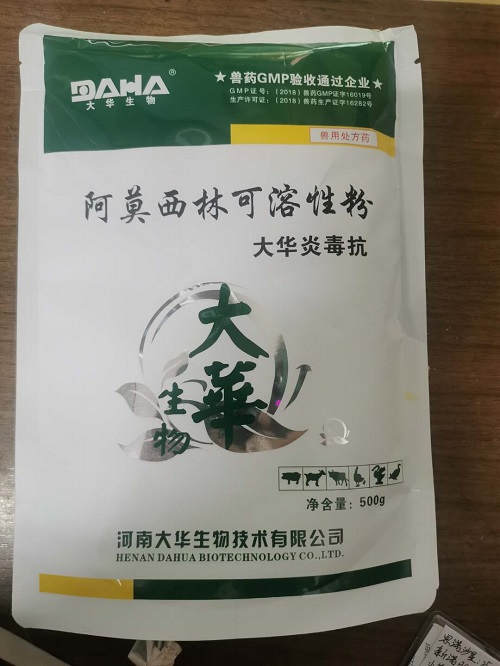 DAHA®
大华生物
★兽药GMP验收通过企业★
GMP证号：（2018）兽药GMP证字16019号
生产许可证：（2018）兽药生产证字16282号
兽用处方药
阿莫西林可溶性粉
大华炎毒抗
大華
生物
净含量：500g
河南大华生物技术有限公司
HENAN DAHUA BIOTECHNOLOGY CO.,LTD.